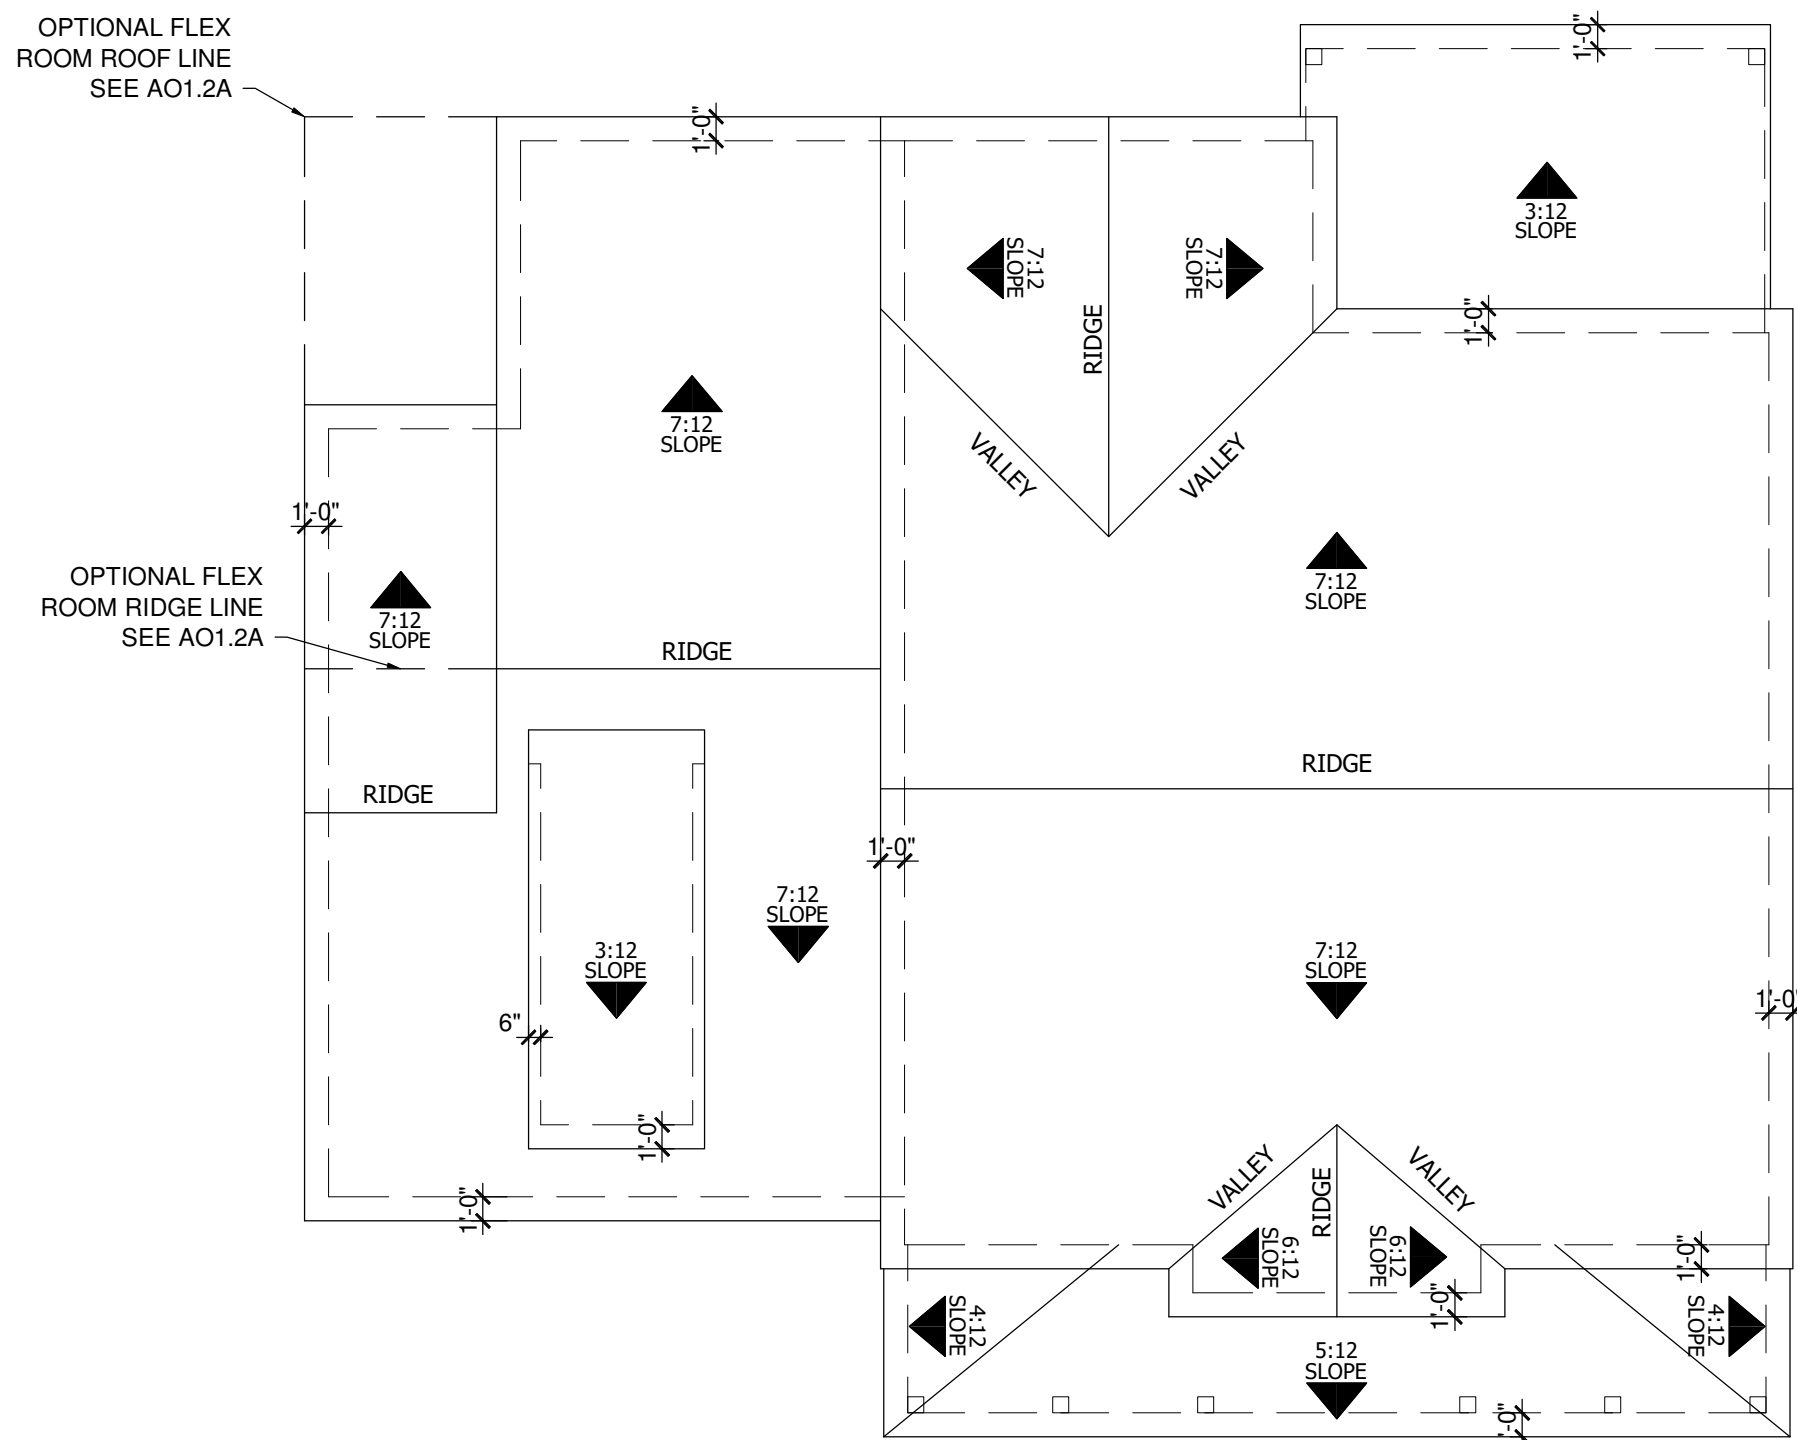 OPTIONAL FLEX
ROOM ROOF LINE
SEE AO1.2A
1'-0"
1'-0"
3:12
SLOPE
7:12
SLOPE
7:12
SLOPE
RIDGE
1'-0"
7:12
SLOPE
VALLEY
VALLEY
1'-0"
OPTIONAL FLEX
ROOM RIDGE LINE
SEE AO1.2A
7:12
SLOPE
7:12
SLOPE
RIDGE
RIDGE
RIDGE
1'-0"
7:12
SLOPE
3:12
SLOPE
7:12
SLOPE
6"
1'-0"
1'-0"
1'-0"
VALLEY
RIDGE
VALLEY
6:12
SLOPE
6:12
SLOPE
1'-0"
1'-0"
4:12
SLOPE
4:12
SLOPE
5:12
SLOPE
1'-0"